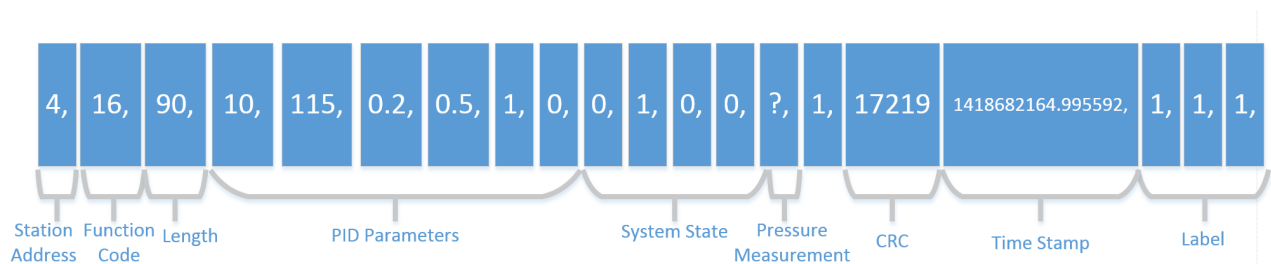 4, 16, 90, 10, 115, 0.2, 0.5, 1, 0, 0, 1, 0, 0, ?, 1, 17219 1418682164.995592, 1, 1, 1,
Station Address
Function Code
Length
PID Parameters
System State
Pressure Measurement
CRC
Time Stamp
Label